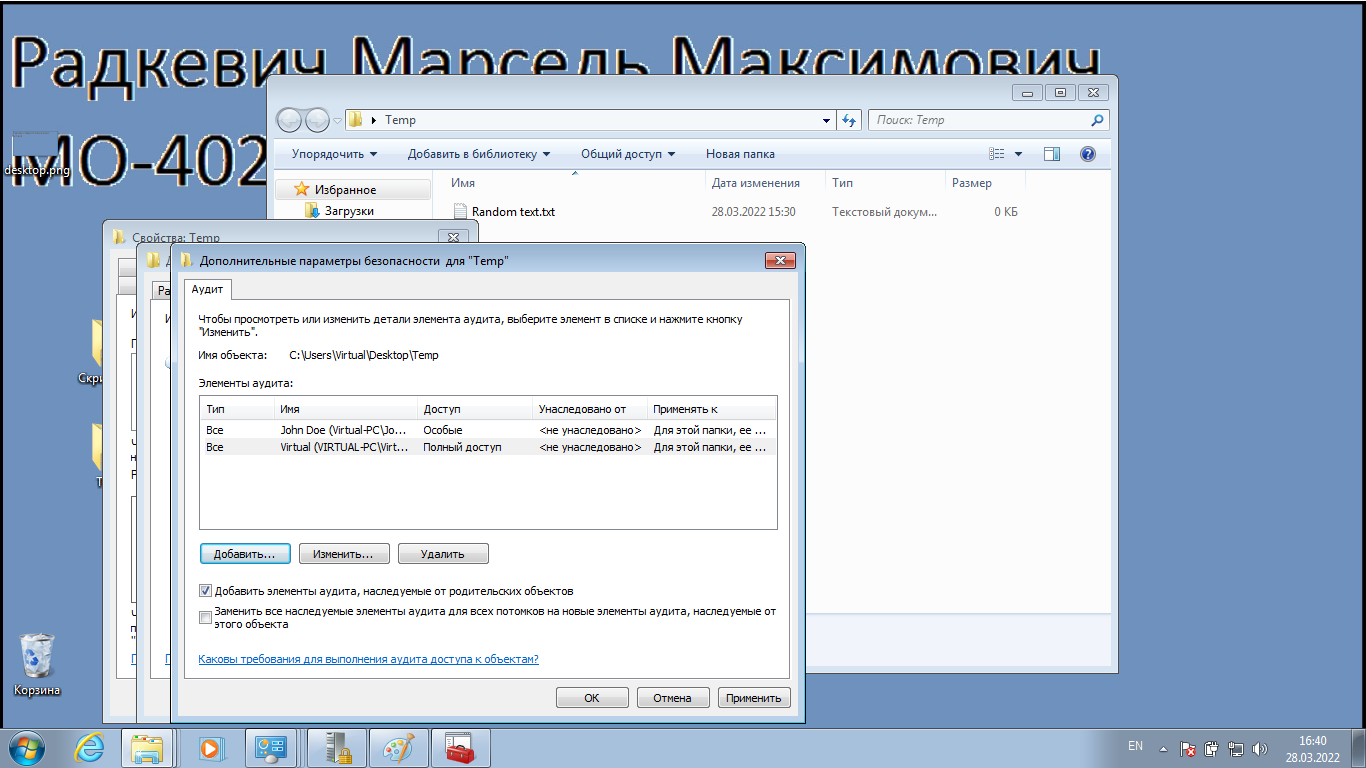 Радкевич Марсель Максимович
МО-402
desktop.png
Temp
Поиск: Temp
Упорядочить
Добавить в библиотеку
Общий доступ
Новая папка
Избранное
Загрузки
Имя
Дата изменения
Тип
Размер
Random text.txt
28.03.2022 15:30
Текстовый докум...
0 КБ
Свойства: Temp
Дополнительные параметры безопасности для "Temp"
Аудит
Чтобы просмотреть или изменить детали элемента аудита, выберите элемент в списке и нажмите кнопку
"Изменить".
Имя объекта: C:\Users\Virtual\Desktop\Temp
Элементы аудита:
Тип Имя Доступ Унаследовано от Применять к
Все John Doe (Virtual-PC\Jo... Особые <не унаследовано> Для этой папки, ее ...
Все Virtual (VIRTUAL-PC\Virt... Полный доступ <не унаследовано> Для этой папки, ее ...
Добавить... Изменить... Удалить
Добавить элементы аудита, наследуемые от родительских объектов
Заменить все наследуемые элементы аудита для всех потомков на новые элементы аудита, наследуемые от
этого объекта
Каковы требования для выполнения аудита доступа к объектам?
ОК Отмена Применить
Корзина
EN
16:40
28.03.2022